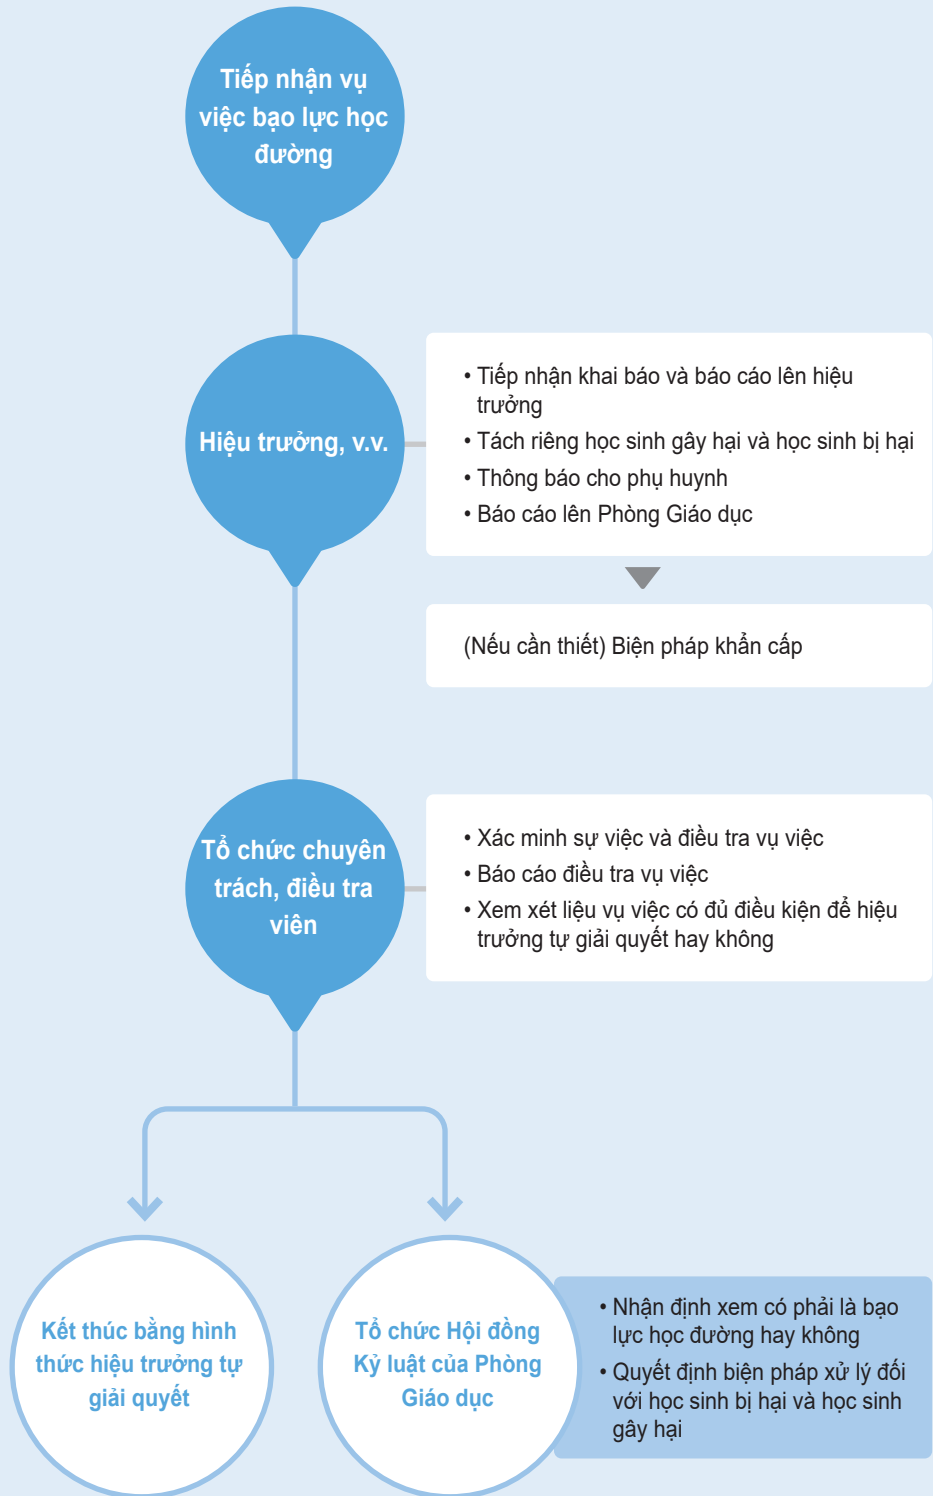 Tiếp nhận vụ
việc bạo lực học
đường
Hiệu trưởng, v.v.
• Tiếp nhận khai báo và báo cáo lên hiệu
trưởng
• Tách riêng học sinh gây hại và học sinh bị hại
• Thông báo cho phụ huynh
• Báo cáo lên Phòng Giáo dục
(Nếu cần thiết) Biện pháp khẩn cấp
Tổ chức chuyên
trách, điều tra
viên
• Xác minh sự việc và điều tra vụ việc
• Báo cáo điều tra vụ việc
• Xem xét liệu vụ việc có đủ điều kiện để hiệu
trưởng tự giải quyết hay không
Kết thúc bằng hình
thức hiệu trưởng tự
giải quyết
Tổ chức Hội đồng
Kỷ luật của Phòng
Giáo dục
• Nhận định xem có phải là bạo
lực học đường hay không
• Quyết định biện pháp xử lý đối
với học sinh bị hại và học sinh
gây hại